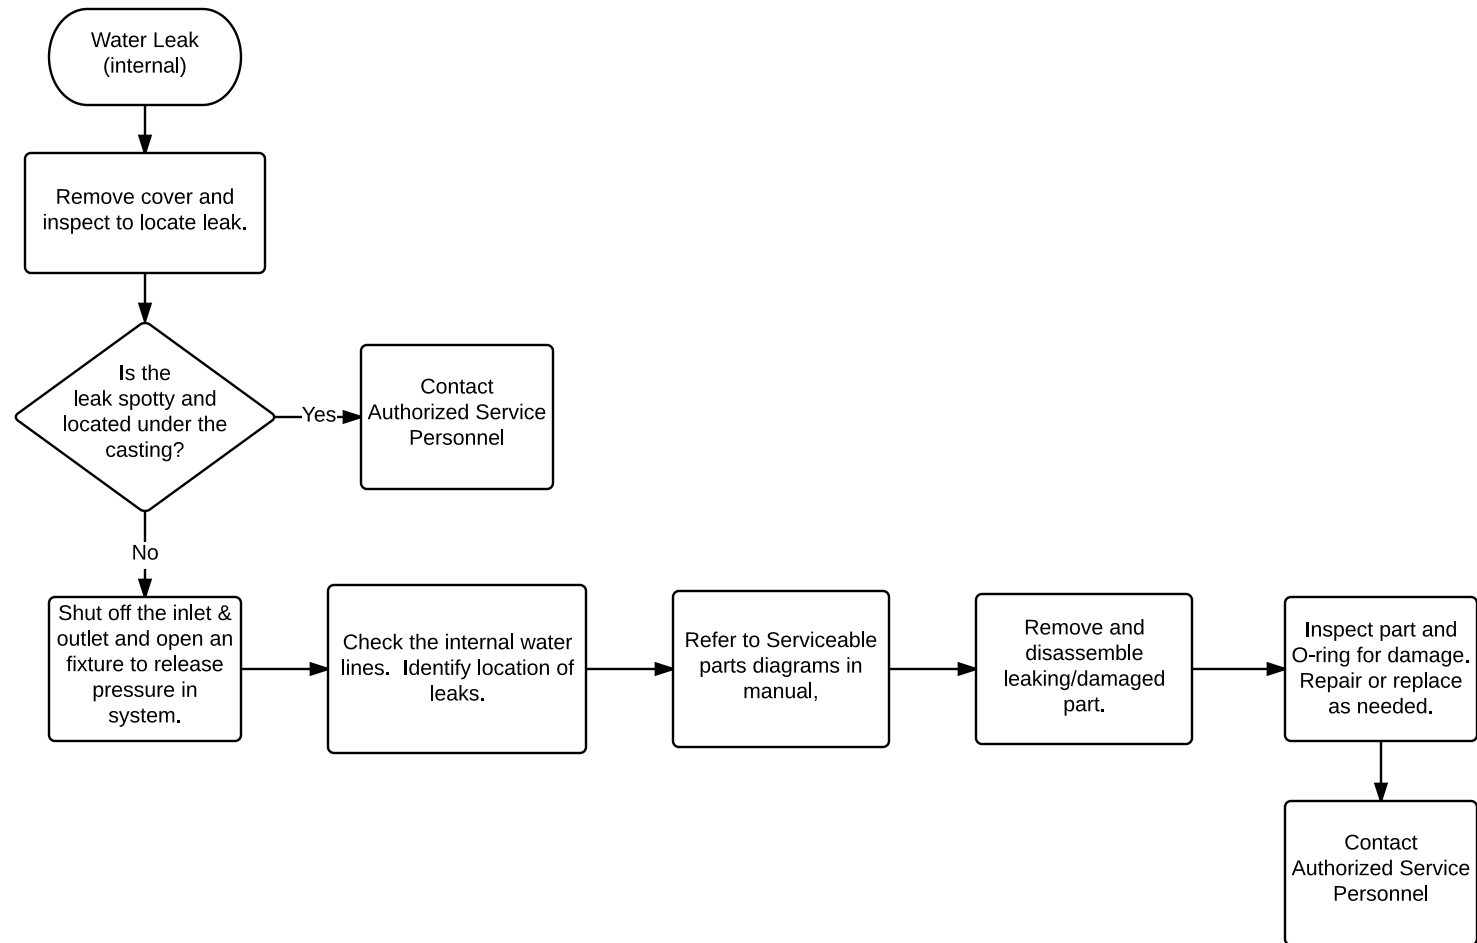 Water Leak
(internal)
Remove cover and
inspect to locate leak.
Is the
leak spotty and
located under the
casting?
Yes
Contact
Authorized Service
Personnel
No
Shut off the inlet &
outlet and open an
fixture to release
pressure in
system.
Check the internal water
lines.  Identify location of
leaks.
Refer to Serviceable
parts diagrams in
manual,
Remove and
disassemble
leaking/damaged
part.
Inspect part and
O-ring for damage.
Repair or replace
as needed.
Contact
Authorized Service
Personnel